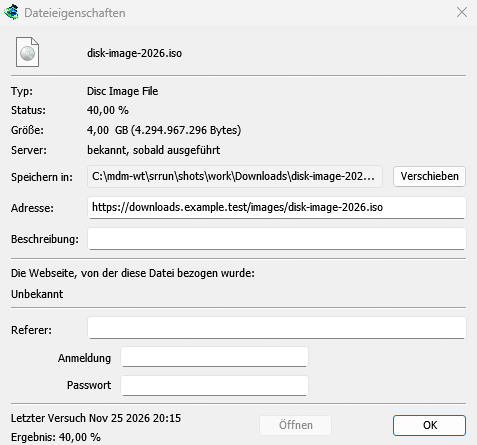 Dateieigenschaften
disk-image-2026.iso
Typ: Disc Image File
Status: 40,00 %
Größe: 4,00 GB (4.294.967.296 Bytes)
Server: bekannt, sobald ausgeführt
Speichern in: C:\mdm-wt\srrun\shots\work\Downloads\disk-image-202... Verschieben
Adresse: https://downloads.example.test/images/disk-image-2026.iso
Beschreibung:
Die Webseite, von der diese Datei bezogen wurde:
Unbekannt
Referer:
Anmeldung
Passwort
Letzter Versuch Nov 25 2026 20:15
Öffnen OK
Ergebnis: 40,00 %